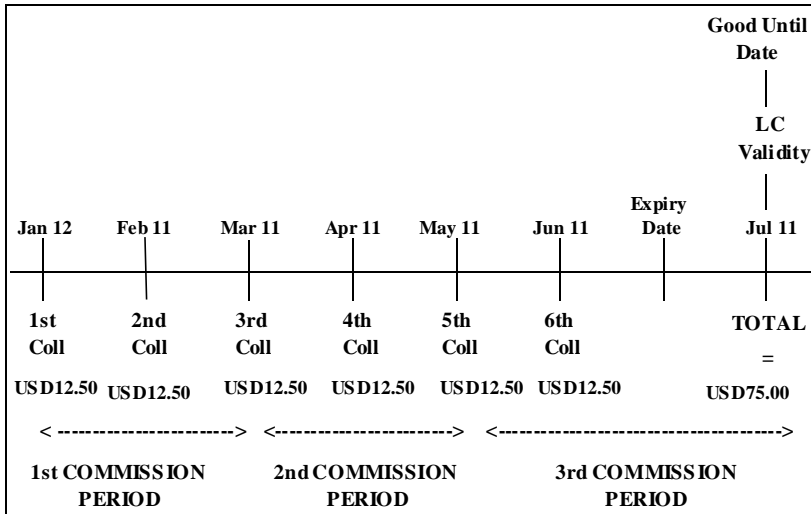 Good Until
Date
LC
Validity
Jan 12 Feb 11 Mar 11 Apr 11 May 11 Jun 11 Expiry Date Jul 11
1st Coll 2nd Coll 3rd Coll 4th Coll 5th Coll 6th Coll TOTAL
=
USD12.50 USD12.50 USD12.50 USD12.50 USD12.50 USD12.50 USD75.00
< ------------------------- > <------------------------- > <------------------------------------------ >
1st COMMISSION PERIOD 2nd COMMISSION PERIOD 3rd COMMISSION PERIOD